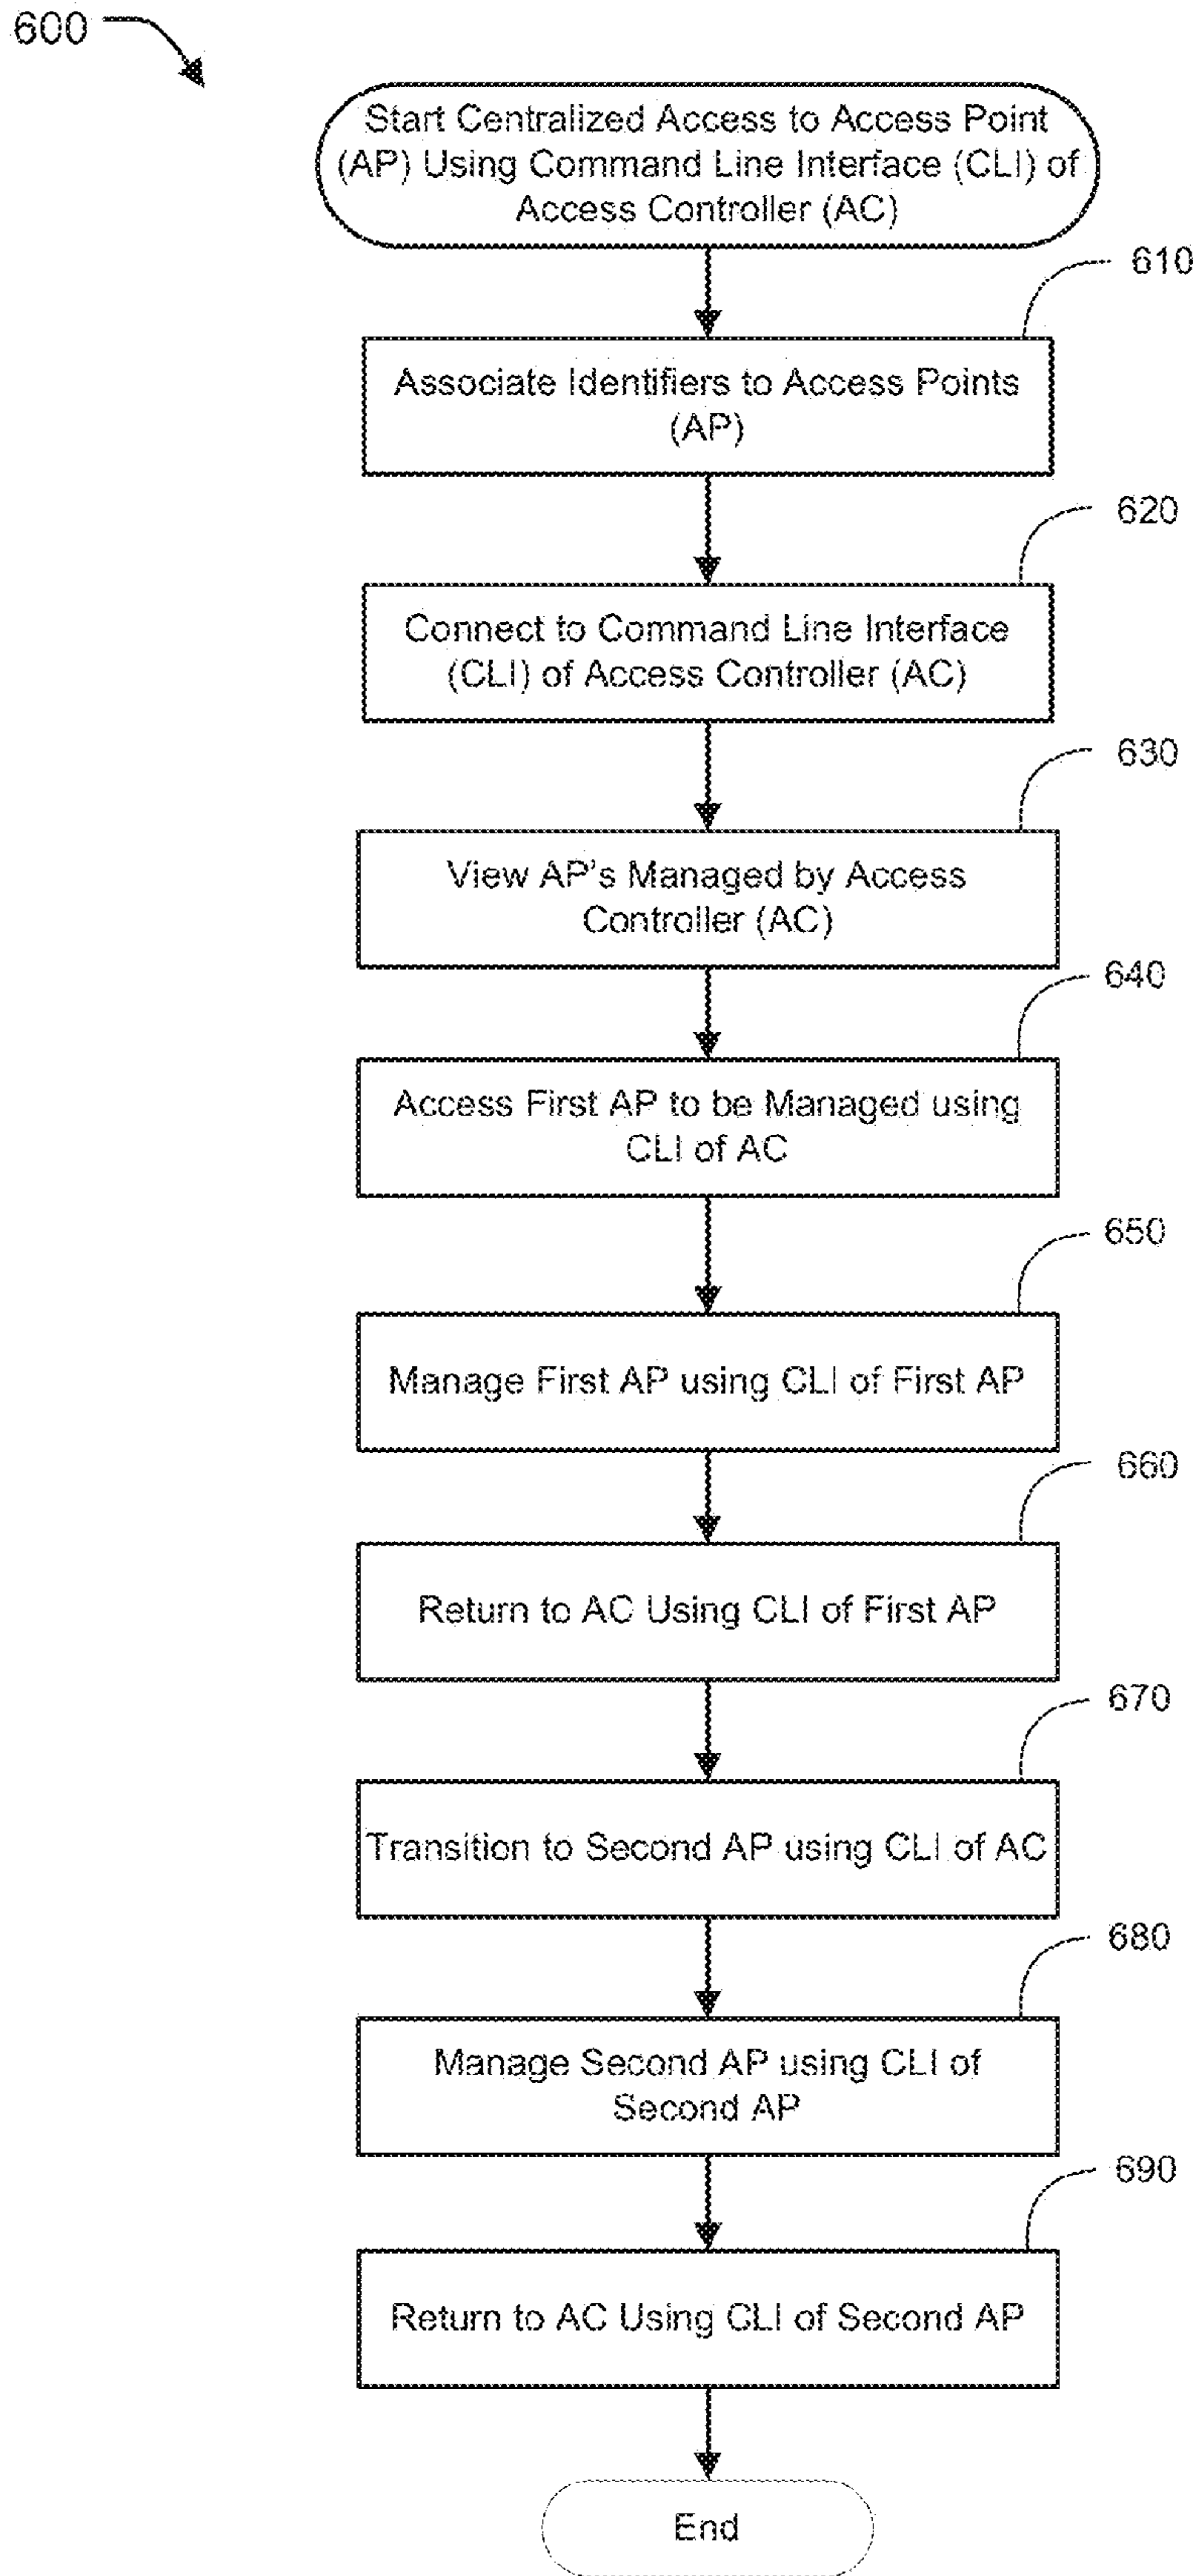 600
Start Centralized Access to Access Point
(AP) Using Command Line Interface (CLI) of
Access Controller (AC)
610
Associate Identifiers to Access Points
(AP)
620
Connect to Command Line Interface
(CLI) of Access Controller (AC)
630
View AP's Managed by Access
Controller (AC)
640
Access First AP to be Managed using
CLI of AC
650
Manage First AP using CLI of First AP
660
Return to AC Using CLI of First AP
670
Transition to Second AP using CLI of AC
680
Manage Second AP using CLI of
Second AP
690
Return to AC Using CLI of Second AP
End